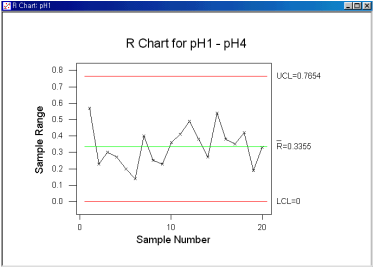 R Chart: pH1
R Chart for pH1 - pH4
0.8
0.7
0.6
0.5
0.4
0.3
0.2
0.1
0.0
Sample Range
UCL=0.7654
R=0.3355
LCL=0
0
10
20
Sample Number